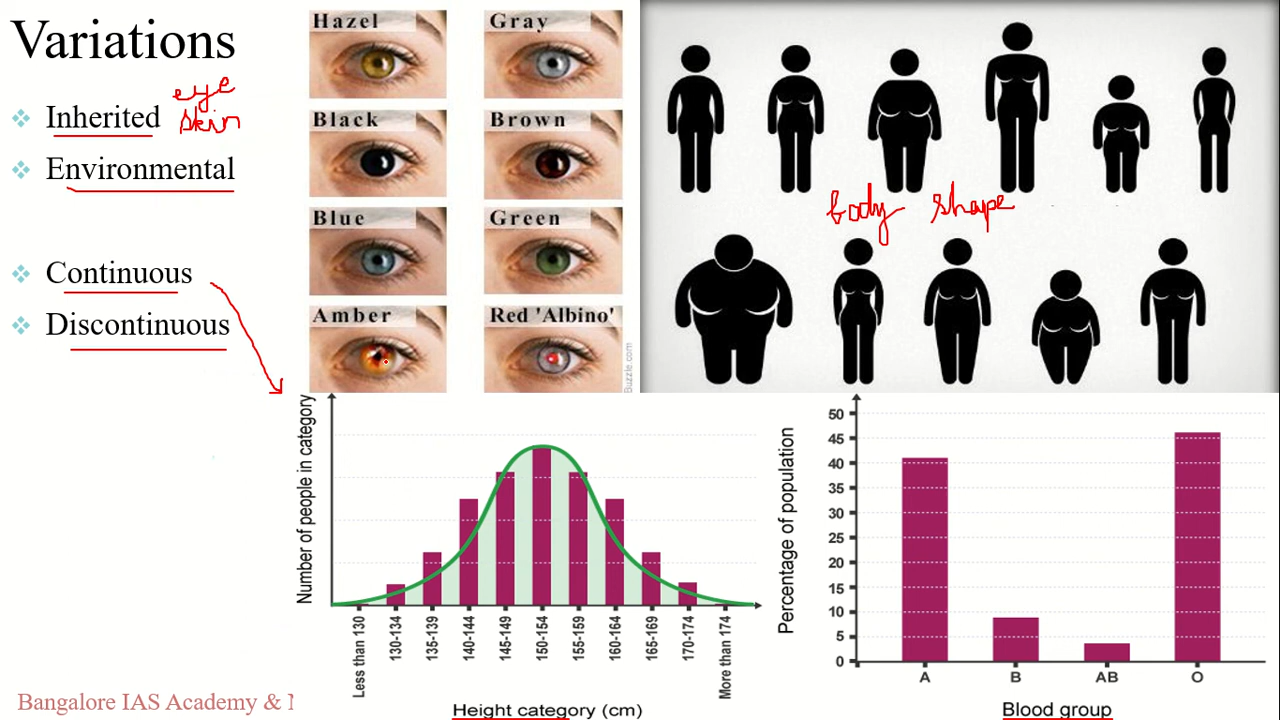 Variations
Inherited
eye
skin
Environmental
Continuous
Discontinuous
Hazel
Gray
Black
Brown
Blue
Green
Amber
Red 'Albino'
Buzzle.com
body shape
Number of people in category
Less than 130
130-134
135-139
140-144
145-149
150-154
155-159
160-164
165-169
170-174
More than 174
Height category (cm)
Percentage of population
50
45
40
35
30
25
20
15
10
5
0
A
B
AB
O
Blood group
Bangalore IAS Academy &